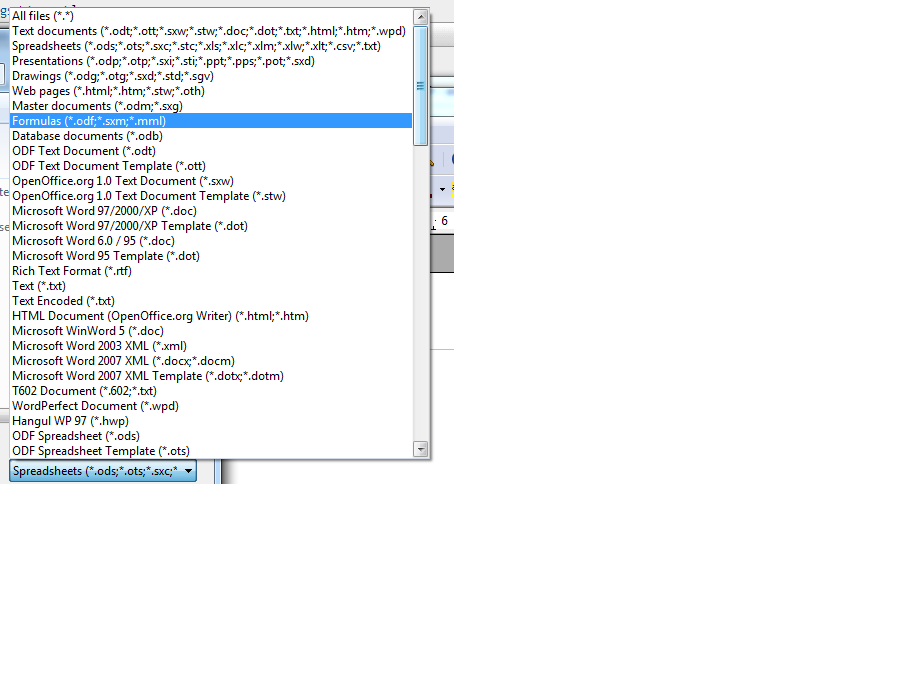 All files (*.*)
Text documents (*.odt;*.ott;*.sxw;*.stw;*.doc;*.dot;*.txt;*.html;*.htm;*.wpd)
Spreadsheets (*.ods;*.ots;*.sxc;*.stc;*.xls;*.xlc;*.xlm;*.xlw;*.xlt;*.csv;*.txt)
Presentations (*.odp;*.otp;*.sxi;*.sti;*.ppt;*.pps;*.pot;*.sxd)
Drawings (*.odg;*.otg;*.sxd;*.std;*.sgv)
Web pages (*.html;*.htm;*.stw;*.oth)
Master documents (*.odm;*.sxg)
Formulas (*.odf;*.sxm;*.mml)
Database documents (*.odb)
ODF Text Document (*.odt)
ODF Text Document Template (*.ott)
OpenOffice.org 1.0 Text Document (*.sxw)
OpenOffice.org 1.0 Text Document Template (*.stw)
Microsoft Word 97/2000/XP (*.doc)
Microsoft Word 97/2000/XP Template (*.dot)
6
Microsoft Word 6.0 / 95 (*.doc)
Microsoft Word 95 Template (*.dot)
Rich Text Format (*.rtf)
Text (*.txt)
Text Encoded (*.txt)
HTML Document (OpenOffice.org Writer) (*.html;*.htm)
Microsoft WinWord 5 (*.doc)
Microsoft Word 2003 XML (*.xml)
Microsoft Word 2007 XML (*.docx;*.docm)
Microsoft Word 2007 XML Template (*.dotx;*.dotm)
T602 Document (*.602;*.txt)
WordPerfect Document (*.wpd)
Hangul WP 97 (*.hwp)
ODF Spreadsheet (*.ods)
ODF Spreadsheet Template (*.ots)
Spreadsheets (*.ods;*.ots;*.sxc;*